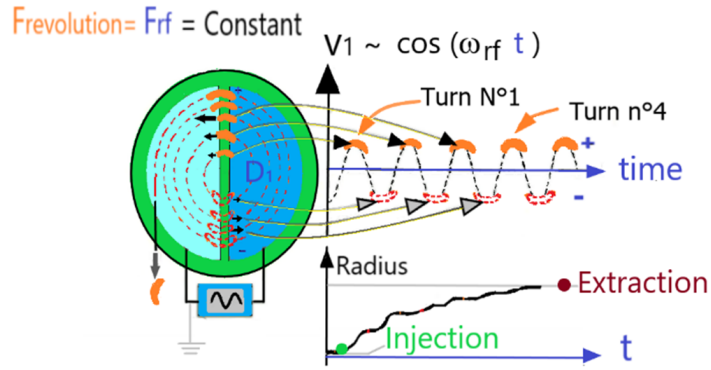 Frevolution= Frf = Constant
V1 ~ cos (ωrf t )
Turn N°1
Turn n°4
+
time
-
+
D1
-
Radius
Extraction
Injection
t